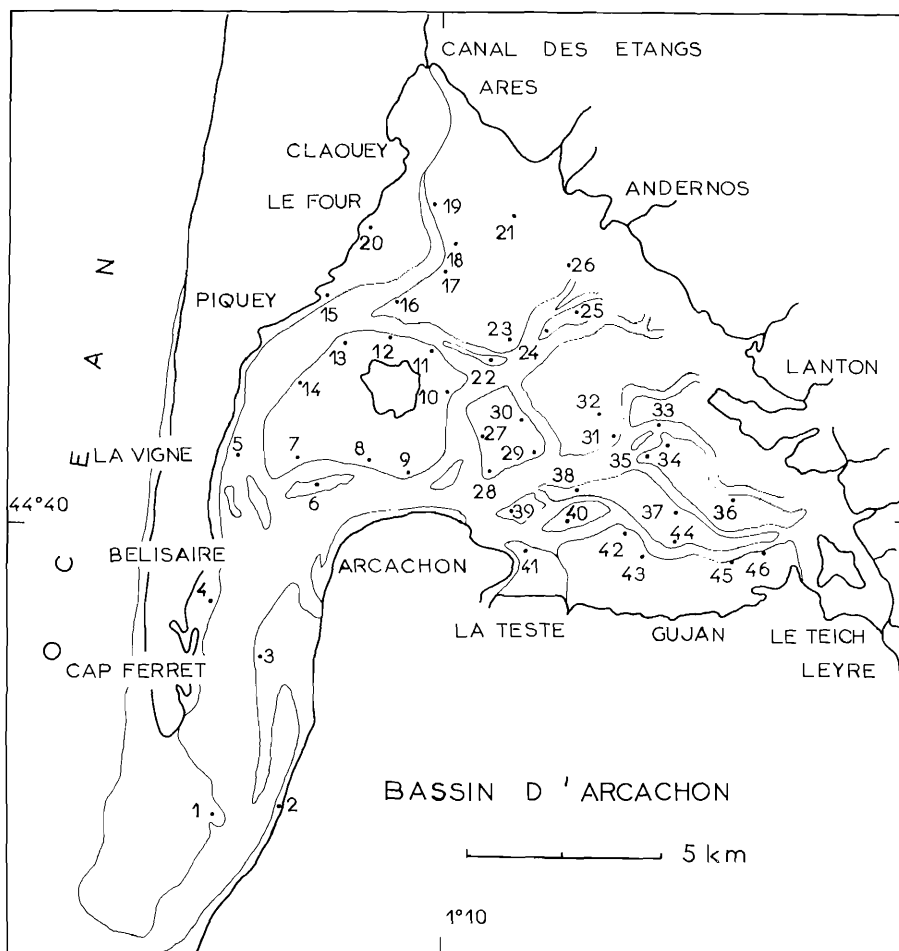 CANAL DES ETANGS
ARES
CLAOUEY
LE FOUR
ANDERNOS
19
21
20
18
26
17
PIQUEY
15
16
25
23
13
12
11
24
22
LANTON
14
10
30
32
33
27
31
5
7
8
29
35
34
LA VIGNE
9
28
38
6
44°40
39
40
37
36
44
BELISAIRE
ARCACHON
41
42
43
45
46
4
LA TESTE
GUJAN
LE TEICH
3
CAP FERRET
LEYRE
OCEAN
1
2
BASSIN D'ARCACHON
5 km
1°10